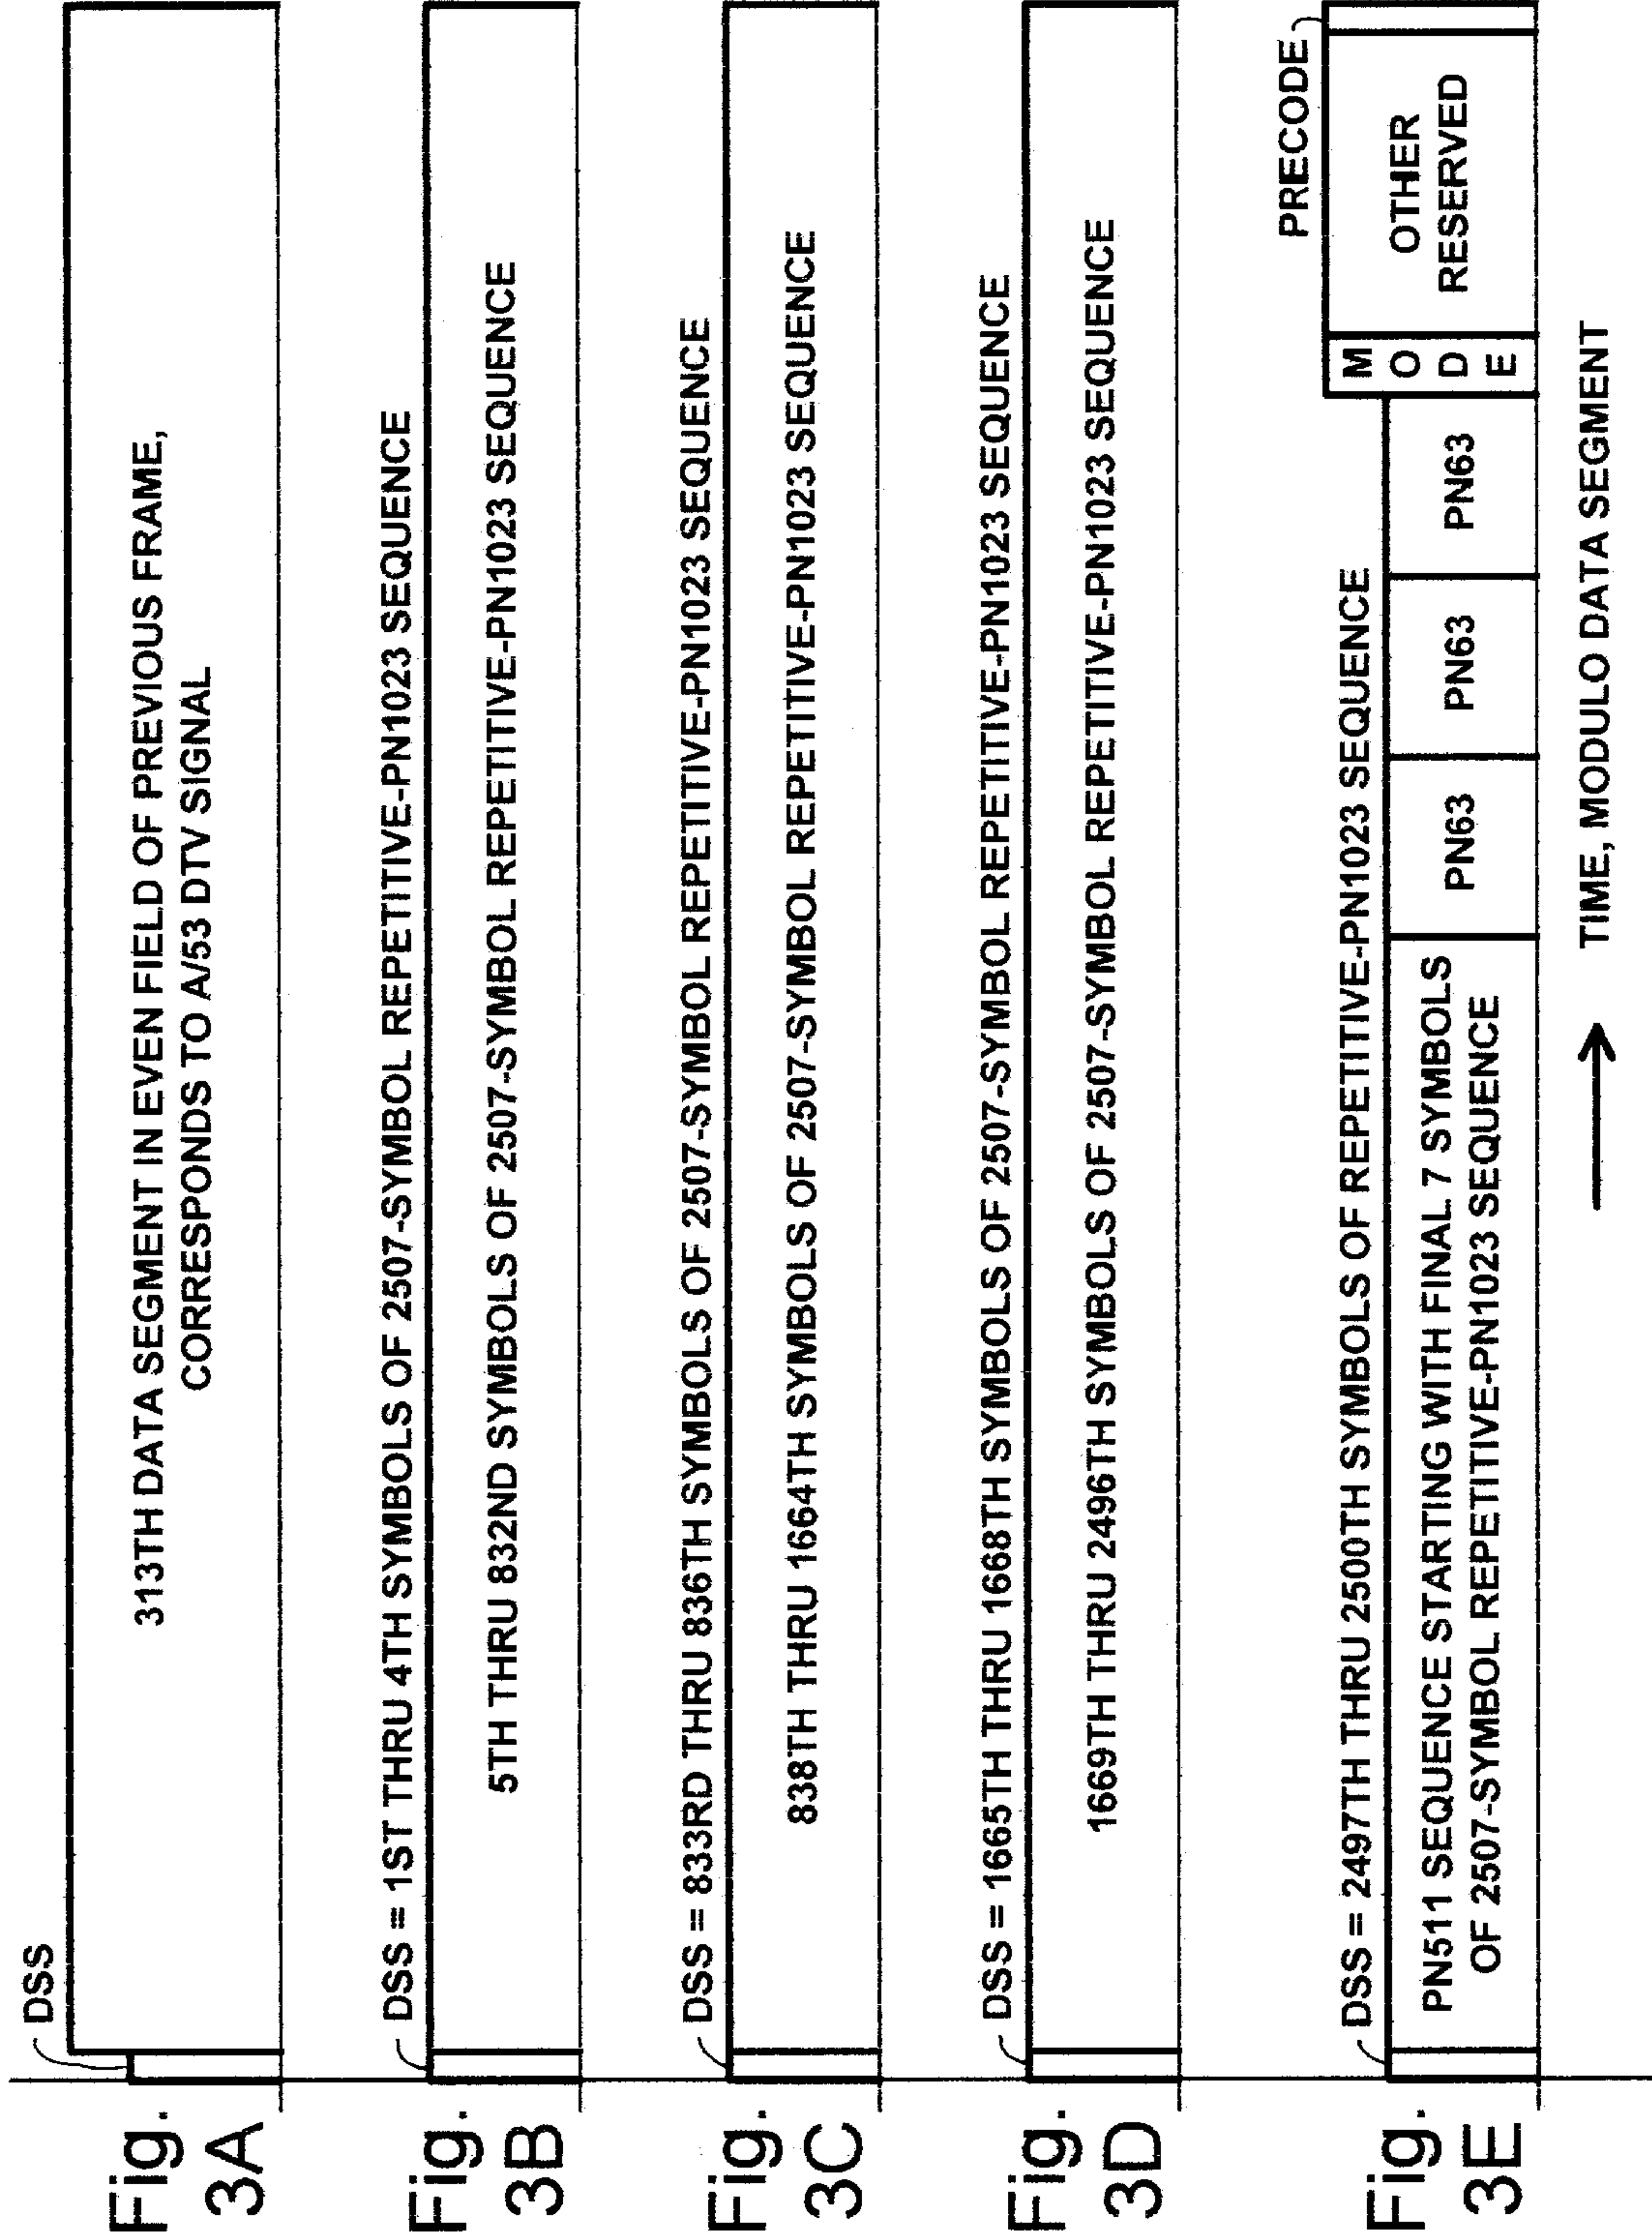 DSS
Fig.
3A
313TH DATA SEGMENT IN EVEN FIELD OF PREVIOUS FRAME,
CORRESPONDS TO A/53 DTV SIGNAL
DSS = 1ST THRU 4TH SYMBOLS OF 2507-SYMBOL REPETITIVE-PN1023 SEQUENCE
Fig.
3B
5TH THRU 832ND SYMBOLS OF 2507-SYMBOL REPETITIVE-PN1023 SEQUENCE
DSS = 833RD THRU 836TH SYMBOLS OF 2507-SYMBOL REPETITIVE-PN1023 SEQUENCE
Fig.
3C
838TH THRU 1664TH SYMBOLS OF 2507-SYMBOL REPETITIVE-PN1023 SEQUENCE
DSS = 1665TH THRU 1668TH SYMBOLS OF 2507-SYMBOL REPETITIVE-PN1023 SEQUENCE
Fig.
3D
1669TH THRU 2496TH SYMBOLS OF 2507-SYMBOL REPETITIVE-PN1023 SEQUENCE
PRECODE
DSS = 2497TH THRU 2500TH SYMBOLS OF REPETITIVE-PN1023 SEQUENCE
Fig.
3E
PN511 SEQUENCE STARTING WITH FINAL 7 SYMBOLS
OF 2507-SYMBOL REPETITIVE-PN1023 SEQUENCE
PN63
PN63
PN63
M
O
D
E
OTHER
RESERVED
TIME, MODULO DATA SEGMENT